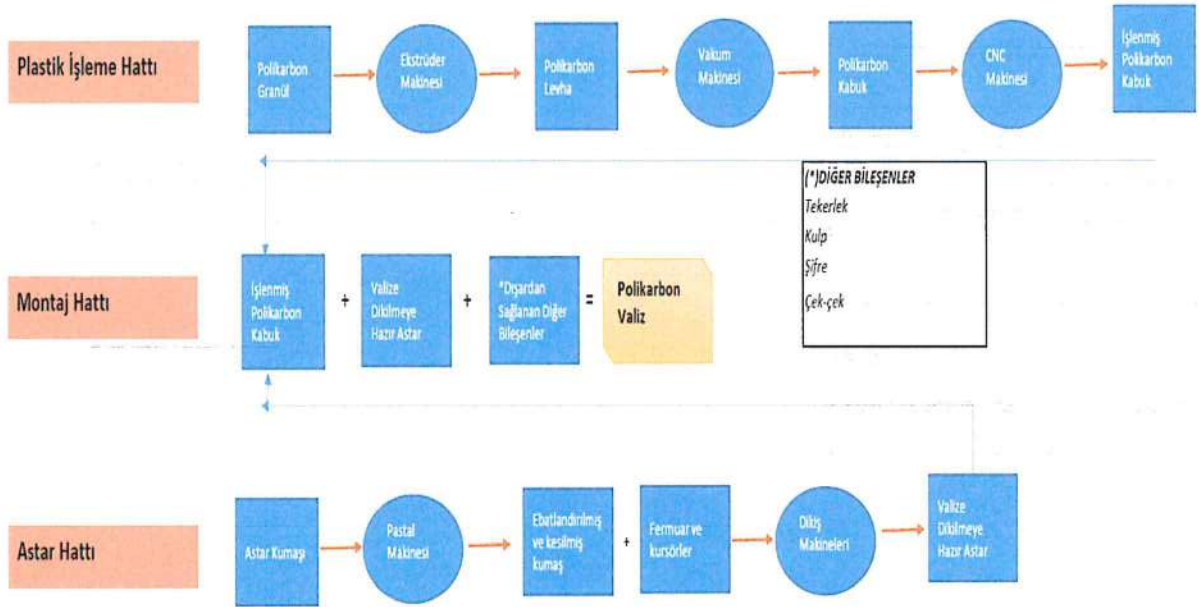 Plastik İşleme Hattı
Polikarbon
Granül
Ekstrüder
Makinesi
Polikarbon
Levha
Vakum
Makinesi
Polikarbon
Kabuk
CNC
Makinesi
İşlenmiş
Polikarbon
Kabuk
(*)DİĞER BİLEŞENLER
Tekerlek
Kulp
Şifre
Çek-çek
Montaj Hattı
İşlenmiş
Polikarbon
Kabuk
+
Valize
Dikilmeye
Hazır Astar
+
*Dışardan
Sağlanan Diğer
Bileşenler
=
Polikarbon
Valiz
Astar Hattı
Astar Kumaşı
Pastal
Makinesi
Ebatlandırılmış
ve kesilmiş
kumaş
+
Fermuar ve
kursörler
Dikiş
Makineleri
Valize
Dikilmeye
Hazır Astar